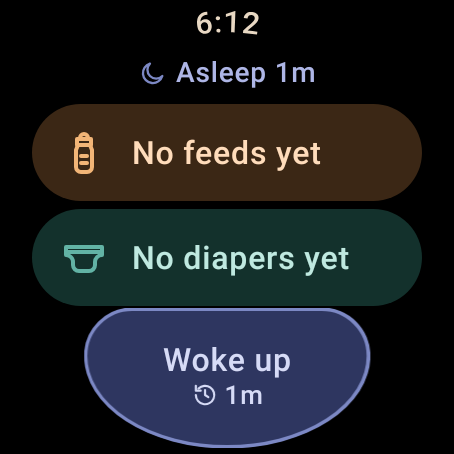 6:12
Asleep 1m
No feeds yet
No diapers yet
Woke up
1m